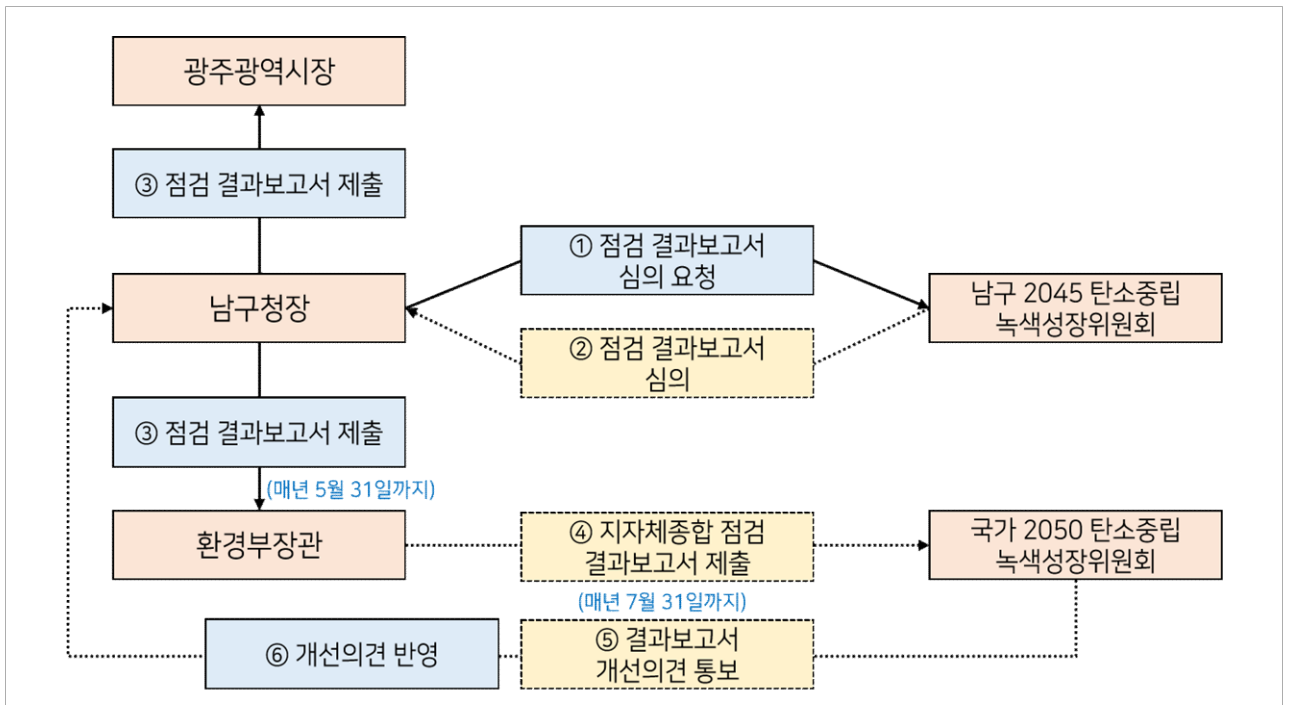 광주광역시장
③ 점검 결과보고서 제출
① 점검 결과보고서
심의 요청
남구청장
남구 2045 탄소중립
녹색성장위원회
② 점검 결과보고서
심의
③ 점검 결과보고서 제출
(매년 5월 31일까지)
환경부장관
④ 지자체종합 점검
결과보고서 제출
국가 2050 탄소중립
녹색성장위원회
(매년 7월 31일까지)
⑥ 개선의견 반영
⑤ 결과보고서
개선의견 통보